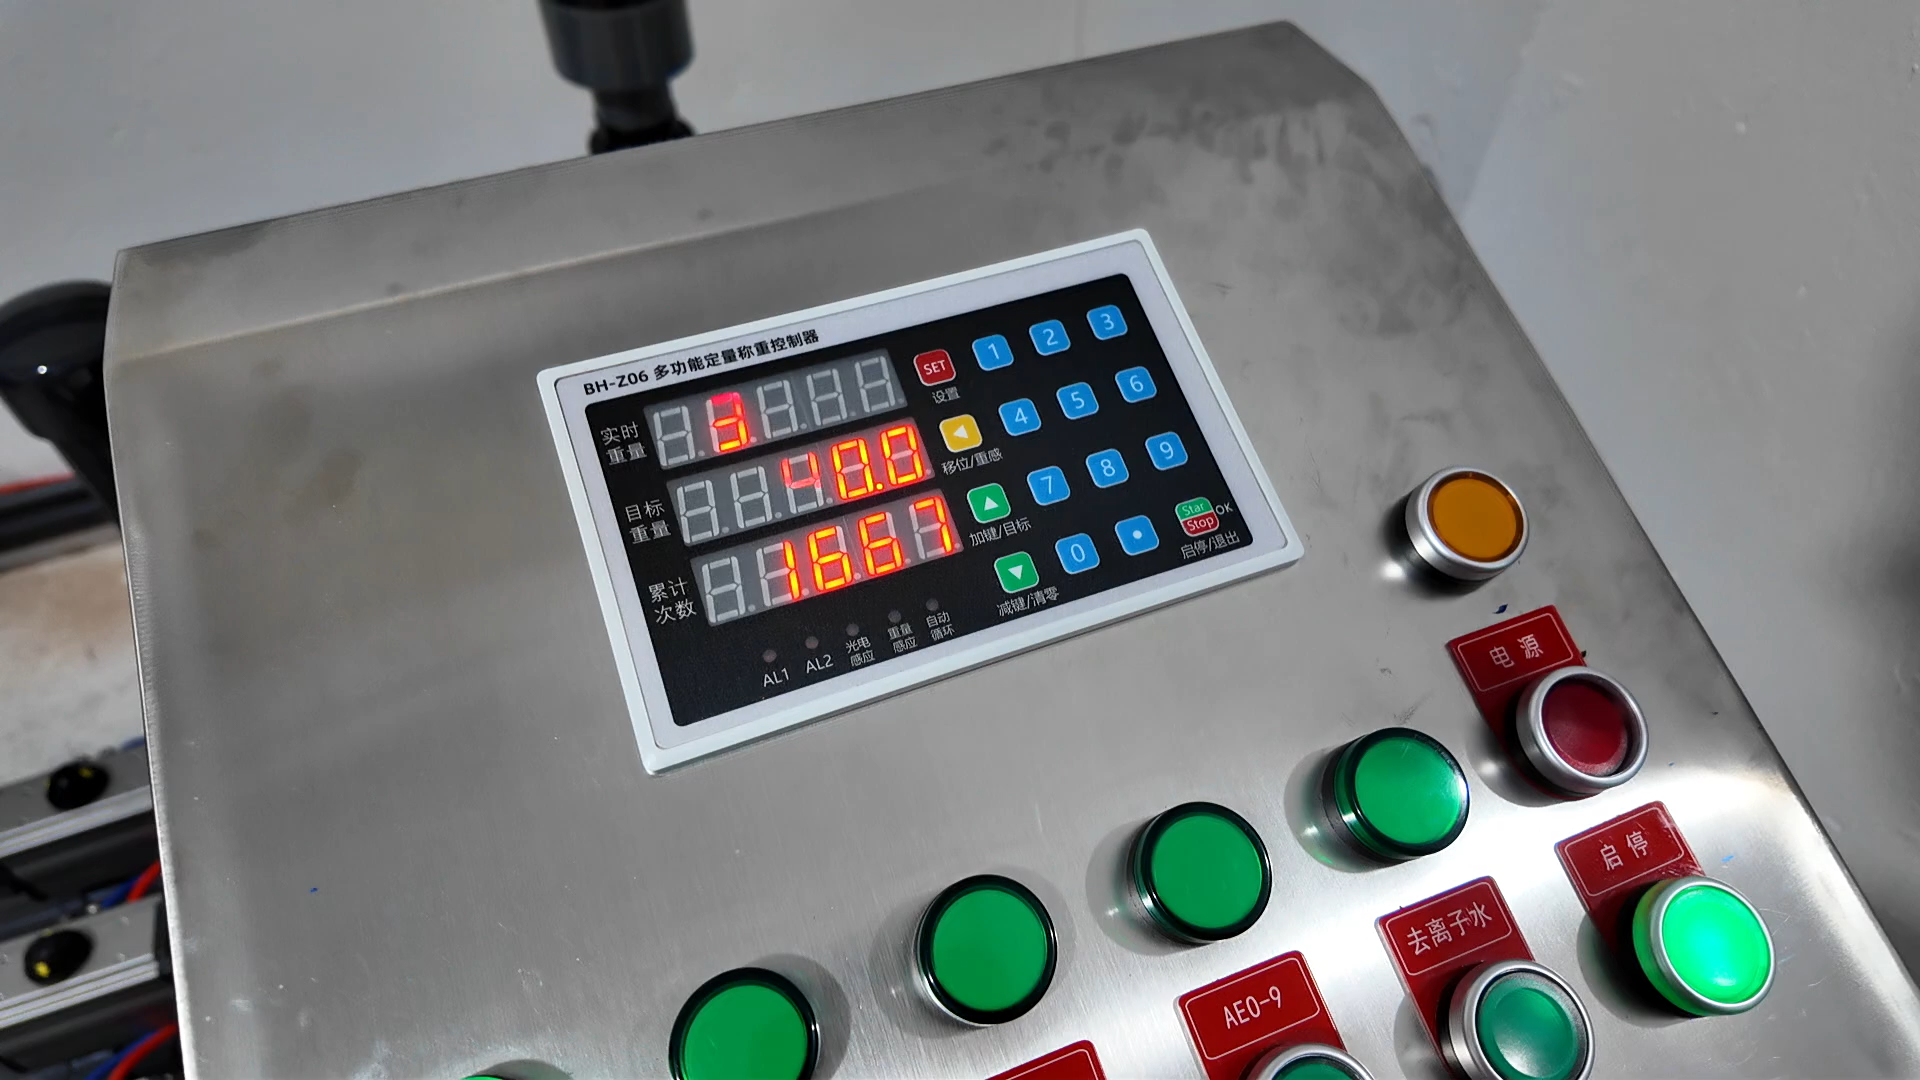 BH-Z06 多功能定量称重控制器
实时
重量
3
目标
重量
40.0
累计
次数
1667
AL1
AL2
光电
感应
重量
感应
自动
循环
SET
设置
1
2
3
移位/重感
4
5
6
加键/目标
7
8
9
减键/清零
0
Star
Stop
OK
启停/退出
电源
启停
去离子水
AEO-9